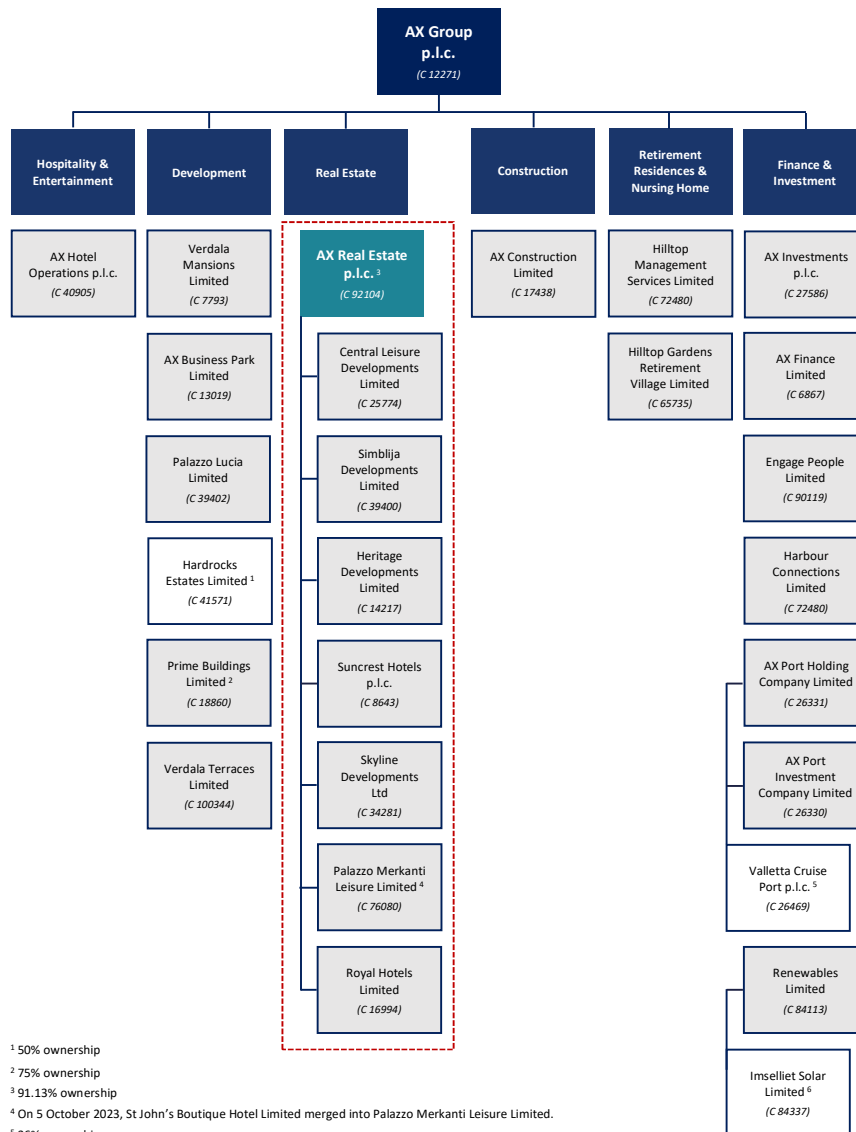 AX Group
p.l.c.
(C 12271)
Hospitality &
Entertainment
Development
Real Estate
Construction
Retirement
Residences &
Nursing Home
Finance &
Investment
AX Hotel
Operations p.l.c.
(C 40905)
Verdala
Mansions
Limited
(C 7793)
AX Business Park
Limited
(C 13019)
Palazzo Lucia
Limited
(C 39402)
Hardrocks
Estates Limited 1
(C 41571)
Prime Buildings
Limited 2
(C 18860)
Verdala Terraces
Limited
(C 100344)
AX Real Estate
p.l.c. 3
(C 92104)
Central Leisure
Developments
Limited
(C 25774)
Simblija
Developments
Limited
(C 39400)
Heritage
Developments
Limited
(C 14217)
Suncrest Hotels
p.l.c.
(C 8643)
Skyline
Developments
Ltd
(C 34281)
Palazzo Merkanti
Leisure Limited 4
(C 76080)
Royal Hotels
Limited
(C 16994)
AX Construction
Limited
(C 17438)
Hilltop
Management
Services Limited
(C 72480)
Hilltop Gardens
Retirement
Village Limited
(C 65735)
AX Investments
p.l.c.
(C 27586)
AX Finance
Limited
(C 6867)
Engage People
Limited
(C 90119)
Harbour
Connections
Limited
(C 72480)
AX Port Holding
Company Limited
(C 26331)
AX Port
Investment
Company Limited
(C 26330)
Valletta Cruise
Port p.l.c. 5
(C 26469)
Renewables
Limited
(C 84113)
Imselliet Solar
Limited 6
(C 84337)
1 50% ownership
2 75% ownership
3 91.13% ownership
4 On 5 October 2023, St John's Boutique Hotel Limited merged into Palazzo Merkanti Leisure Limited.